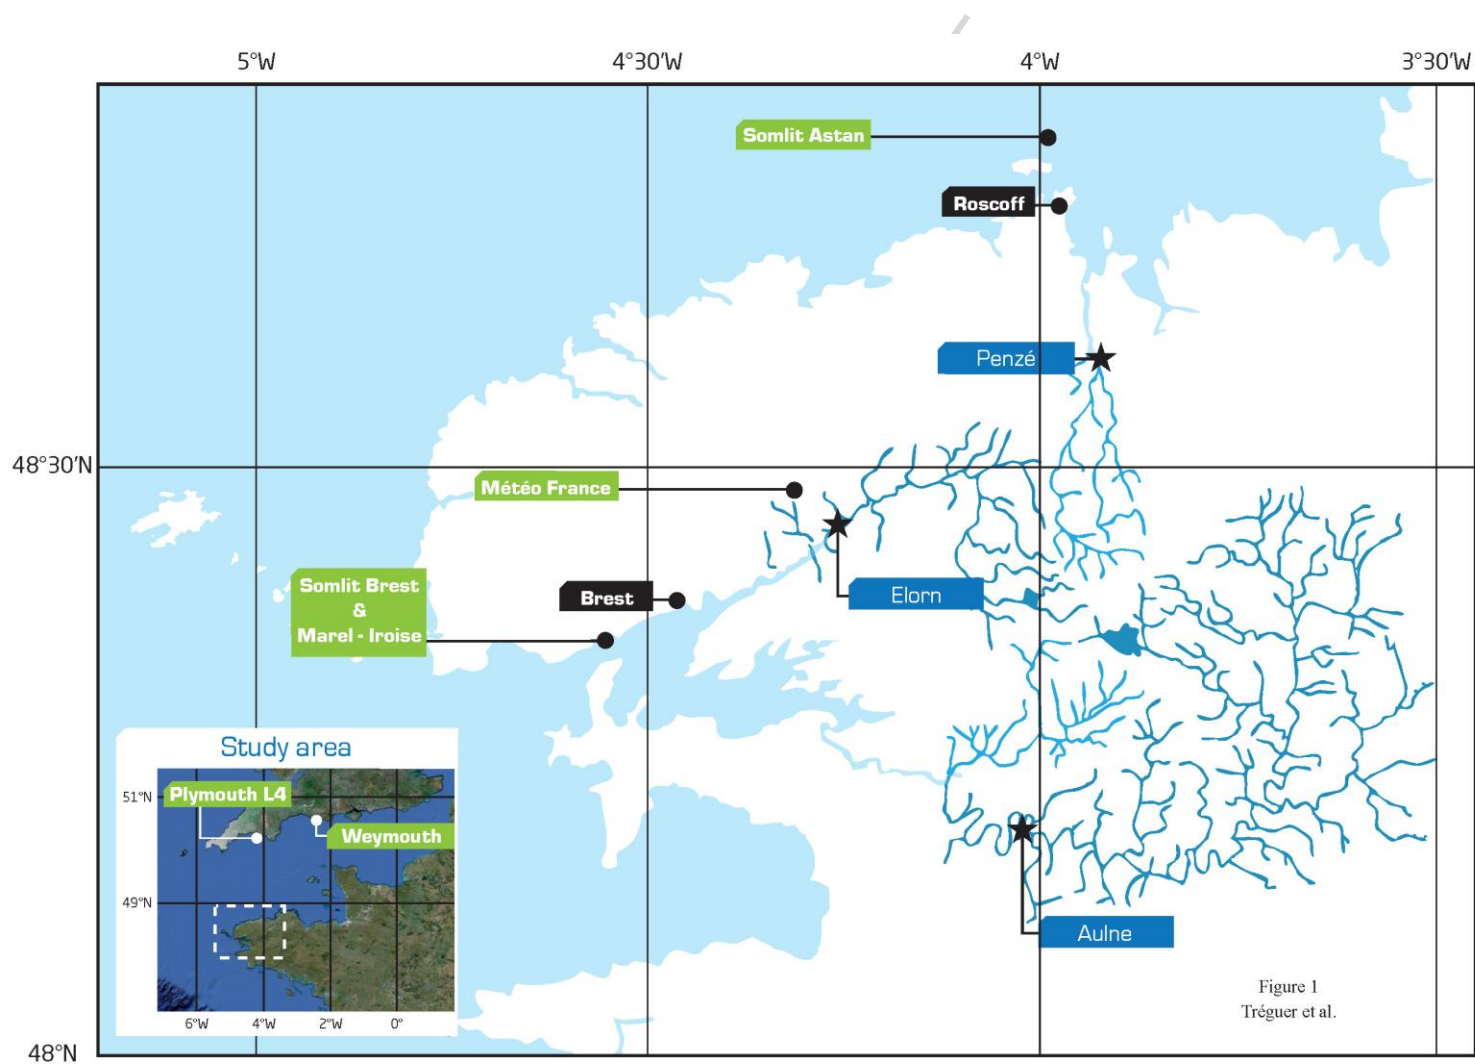 5°W
4°30'W
4°W
3°30'W
Somlit Astan
Roscoff
Penzé
48°30'N
Météo France
Somlit Brest
&
Marel - Iroise
Brest
Elorn
Study area
51°N
Plymouth L4
Weymouth
49°N
6°W
4°W
2°W
0°
Aulne
Figure 1
Tréguer et al.
48°N